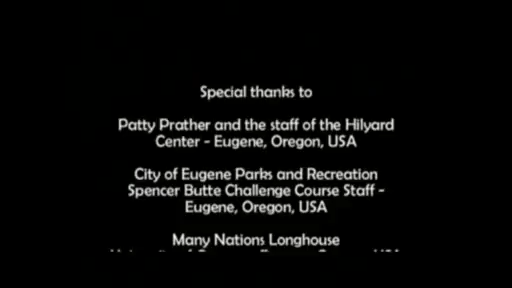 Special thanks to
Patty Prather and the staff of the Hilyard
Center - Eugene, Oregon, USA
City of Eugene Parks and Recreation
Spencer Butte Challenge Course Staff -
Eugene, Oregon, USA
Many Nations Longhouse